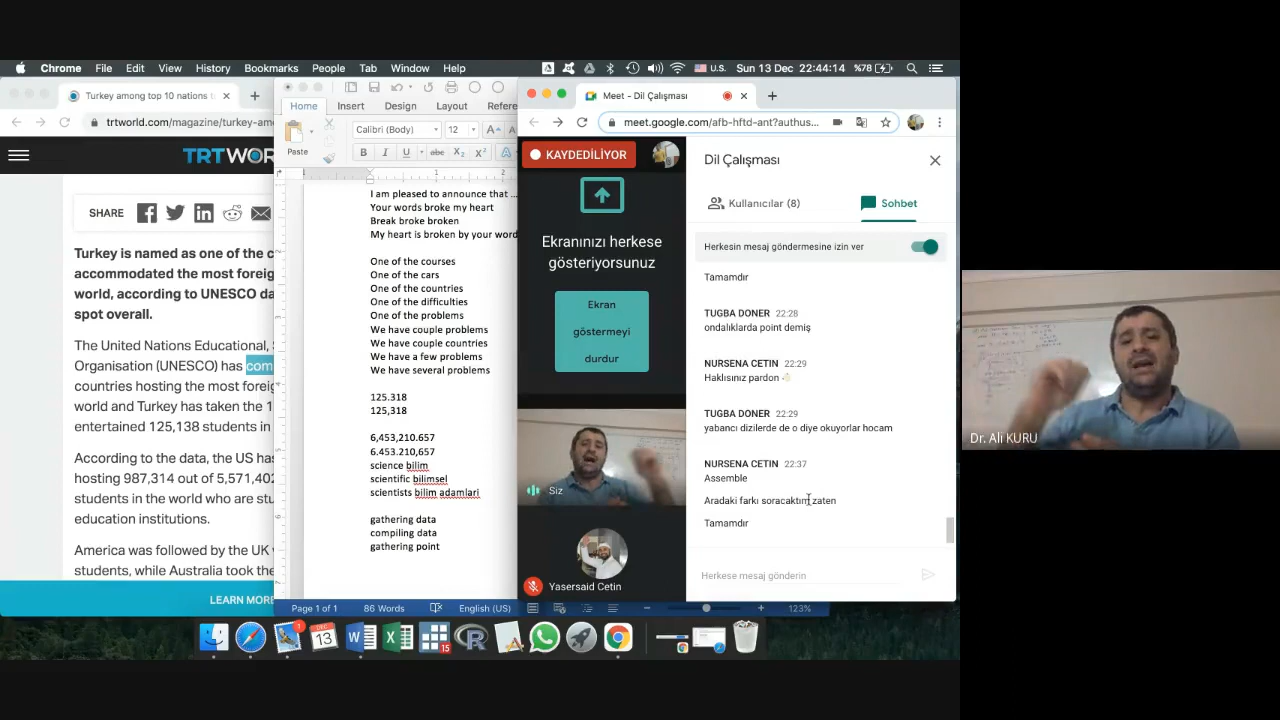 Chrome File Edit View History Bookmarks People Tab Window Help
U.S. Sun 13 Dec 22:44:14 %78
Turkey among top 10 nations t
trtworld.com/magazine/turkey-am
TRTWO
SHARE
Turkey is named as one of the c
accommodated the most foreig
world, according to UNESCO da
spot overall.
The United Nations Educational, S
Organisation (UNESCO) has com
countries hosting the most foreig
world and Turkey has taken the 1
entertained 125,138 students in
According to the data, the US has
hosting 987,314 out of 5,571,402
students in the world who are stu
education institutions.
America was followed by the UK
students, while Australia took the
LEARN MORE
Home Insert Design Layout Refere
Paste
Calibri (Body) 12
B I U abc X2 X2
I am pleased to announce that ...
Your words broke my heart
Break broke broken
My heart is broken by your word
One of the courses
One of the cars
One of the countries
One of the difficulties
One of the problems
We have couple problems
We have couple countries
We have a few problems
We have several problems
125.318
125,318
6,453,210.657
6.453.210,657
science bilim
scientific bilimsel
scientists bilim adamlari
gathering data
compiling data
gathering point
Page 1 of 1 86 Words English (US) 123%
Meet - Dil Çalışması
meet.google.com/afb-hftd-ant?authus...
KAYDEDİLİYOR
Ekranınızı herkese
gösteriyorsunuz
Ekran
göstermeyi
durdur
Siz
Yasersaid Cetin
Dil Çalışması
Kullanıcılar (8) Sohbet
Herkesin mesaj göndermesine izin ver
Tamamdır
TUGBA DONER 22:28
ondalıklarda point demiş
NURSENA CETIN 22:29
Haklısınız pardon
TUGBA DONER 22:29
yabancı dizilerde de o diye okuyorlar hocam
NURSENA CETIN 22:37
Assemble
Aradaki farkı soracaktım zaten
Tamamdır
Herkese mesaj gönderin
DEC
13
15
R
1
Dr. Ali KURU